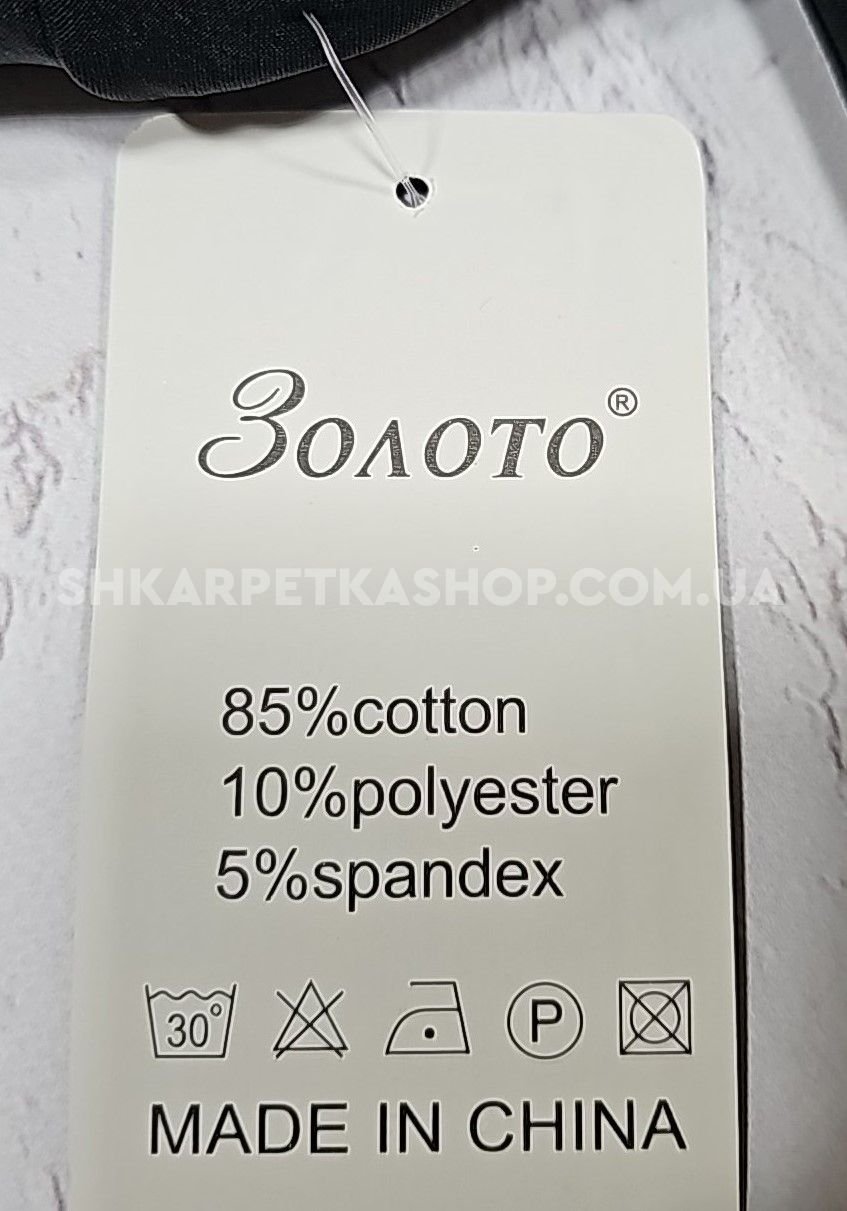 Золото®
SHKARPETKASHOP.COM.UA
85%cotton
10%polyester
5%spandex
30° P
MADE IN CHINA